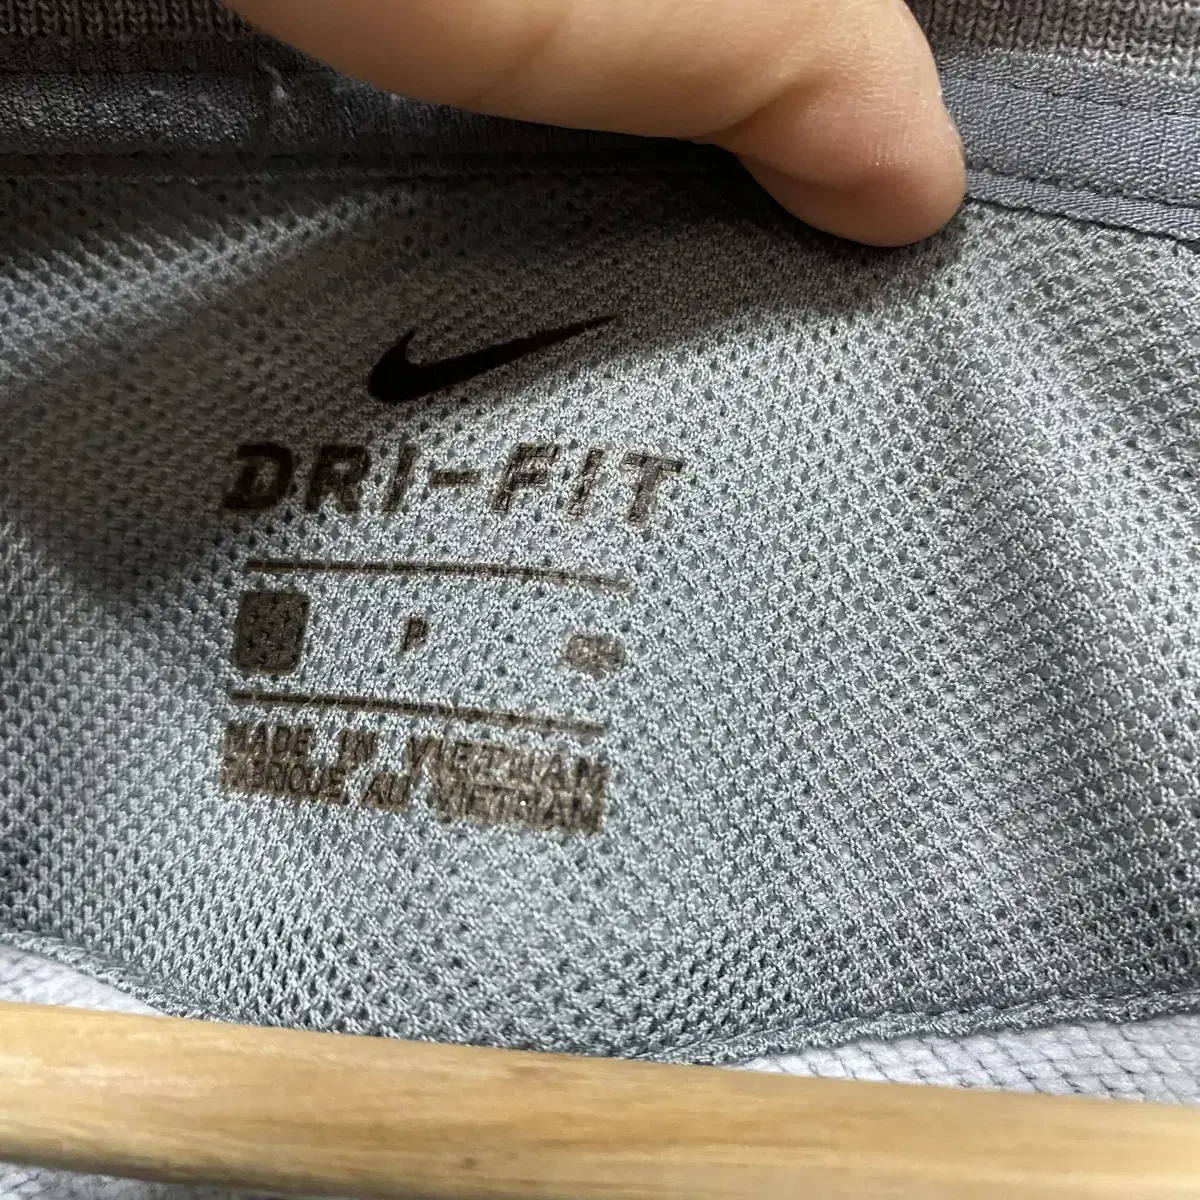 DRI-FIT
P
MADE IN VIETNAM
FABRIQUE AU VIETNAM